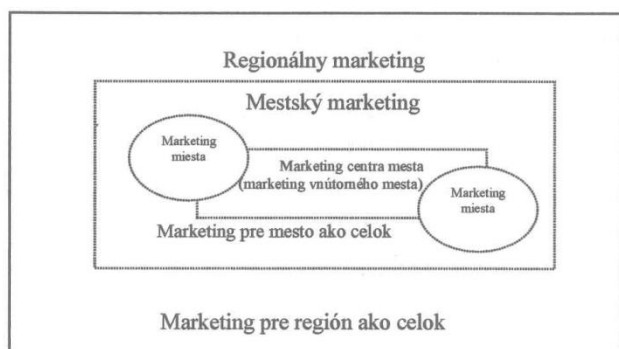 Regionálny marketing
Mestský marketing
Marketing
miesta
Marketing centra mesta
(marketing vnútorného mesta)
Marketing
miesta
Marketing pre mesto ako celok
Marketing pre región ako celok